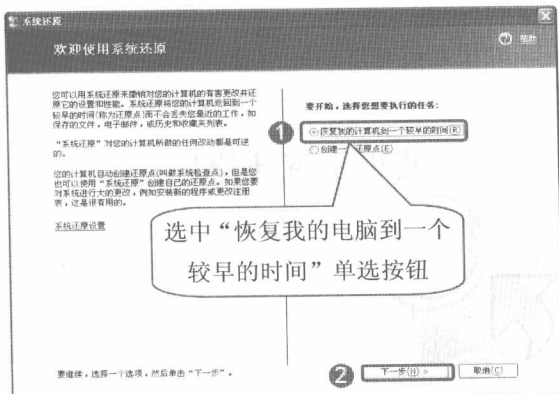 系统还原
欢迎使用系统还原
帮助
您可以用系统还原来撤销对您的计算机的有害更改并还
原它的设置和性能。系统还原将您的计算机返回到一个
较早的时间(称为还原点)而不会丢失您最近的工作，如
保存的文件，电子邮件，或历史和收藏夹列表。
“系统还原”对您的计算机所做的任何改动都是可逆
的。
您的计算机自动创建还原点(叫做系统检查点)，但是您
也可以使用“系统还原”创建自己的还原点。如果您要
对系统进行大的更改，例如安装新的程序或更改注册
表，这是很有用的。
系统还原设置
要开始，选择您想要执行的任务:
1
恢复我的计算机到一个较早的时间(R)
创建一个还原点(E)
选中“恢复我的电脑到一个
较早的时间”单选按钮
要继续，选择一个选项，然后单击“下一步”。
2
下一步(N) >
取消(C)